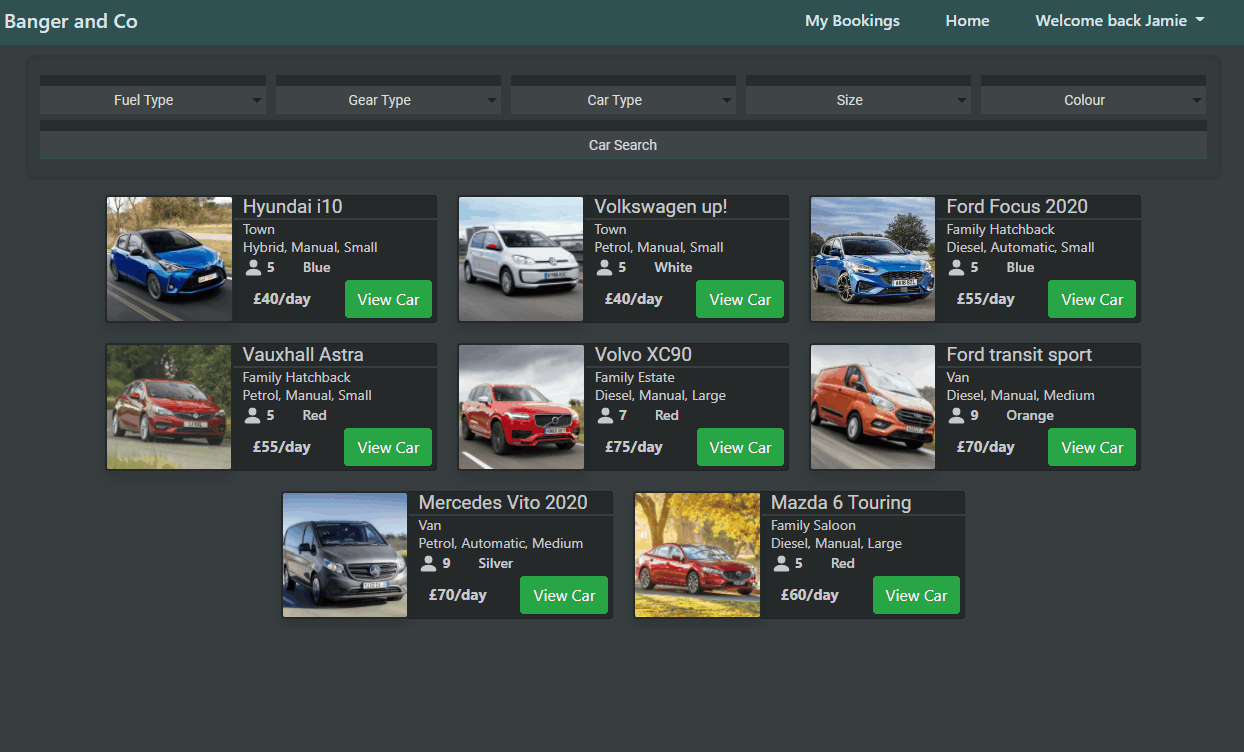 Banger and Co
My Bookings
Home
Welcome back Jamie
Fuel Type
Gear Type
Car Type
Size
Colour
Car Search
Hyundai i10
Town
Hybrid, Manual, Small
5 Blue
£40/day
View Car
Volkswagen up!
Town
Petrol, Manual, Small
5 White
£40/day
View Car
Ford Focus 2020
Family Hatchback
Diesel, Automatic, Small
5 Blue
£55/day
View Car
Vauxhall Astra
Family Hatchback
Petrol, Manual, Small
5 Red
£55/day
View Car
Volvo XC90
Family Estate
Diesel, Manual, Large
7 Red
£75/day
View Car
Ford transit sport
Van
Diesel, Manual, Medium
9 Orange
£70/day
View Car
Mercedes Vito 2020
Van
Petrol, Automatic, Medium
9 Silver
£70/day
View Car
Mazda 6 Touring
Family Saloon
Diesel, Manual, Large
5 Red
£60/day
View Car